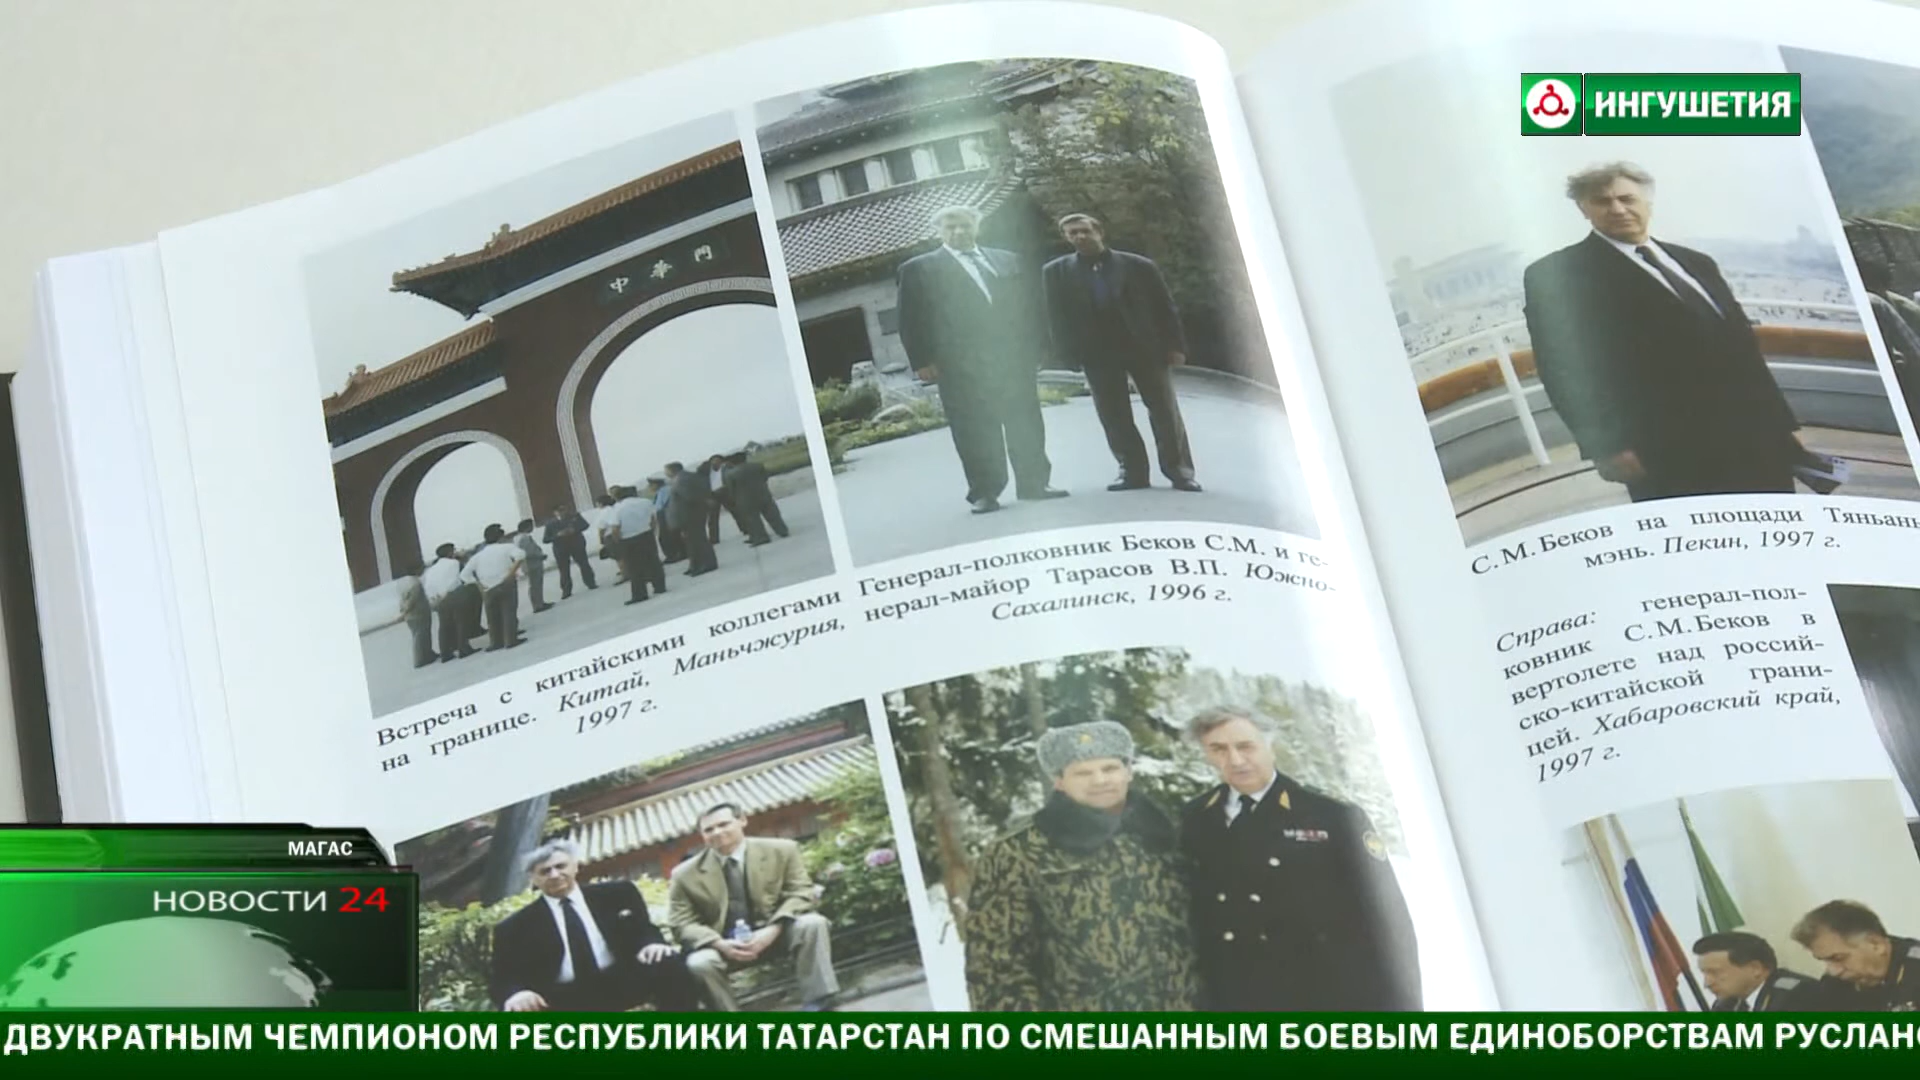 ИНГУШЕТИЯ
中華門
Встреча с китайскими коллегами
на границе. Китай, Маньчжурия,
1997 г.
Генерал-полковник Беков С.М. и ге-
нерал-майор Тарасов В.П. Южно-
Сахалинск, 1996 г.
С. М. Беков на площади Тяньань
мэнь. Пекин, 1997 г.
Справа: генерал-пол-
ковник С. М. Беков в
вертолете над россий-
ско-китайской грани-
цей. Хабаровский край,
1997 г.
МАГАС
НОВОСТИ 24
ДВУКРАТНЫМ ЧЕМПИОНОМ РЕСПУБЛИКИ ТАТАРСТАН ПО СМЕШАННЫМ БОЕВЫМ ЕДИНОБОРСТВАМ РУСЛАНО